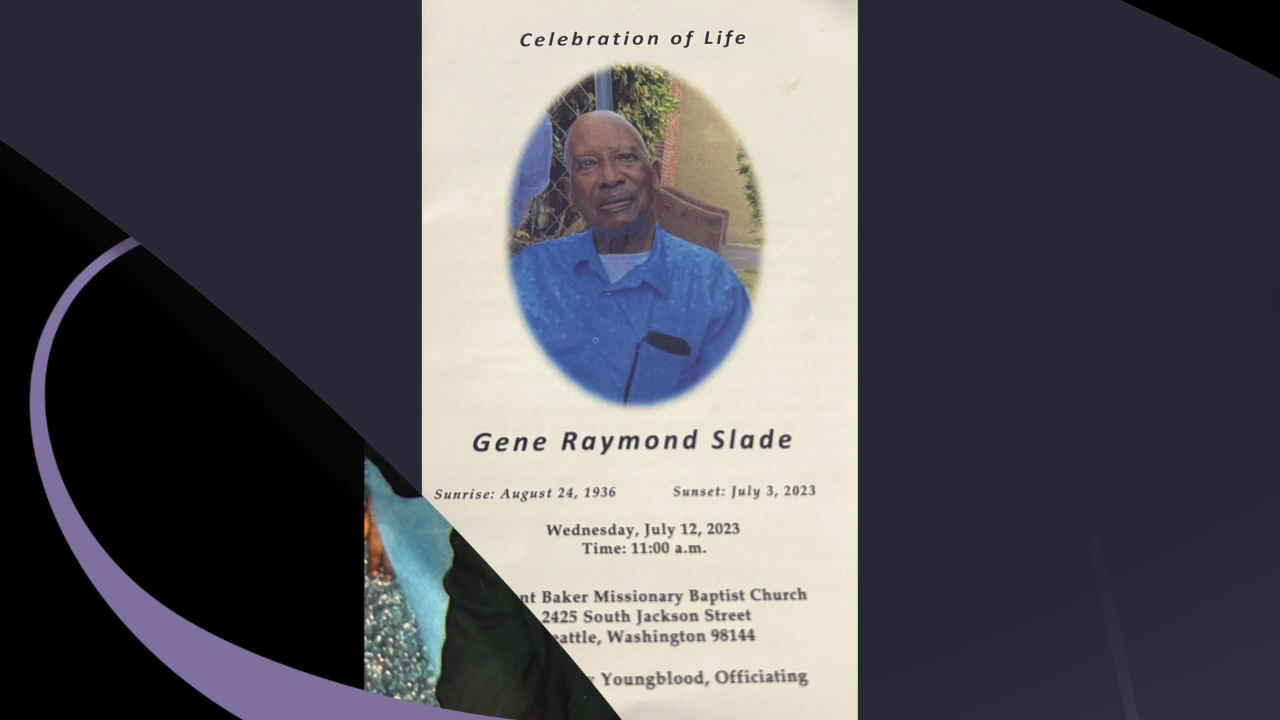 Celebration of Life
Gene Raymond Slade
Sunrise: August 24, 1936 Sunset: July 3, 2023
Wednesday, July 12, 2023
Time: 11:00 a.m.
Baker Missionary Baptist Church
2425 South Jackson Street
Washington 98144
Youngblood, Officiating